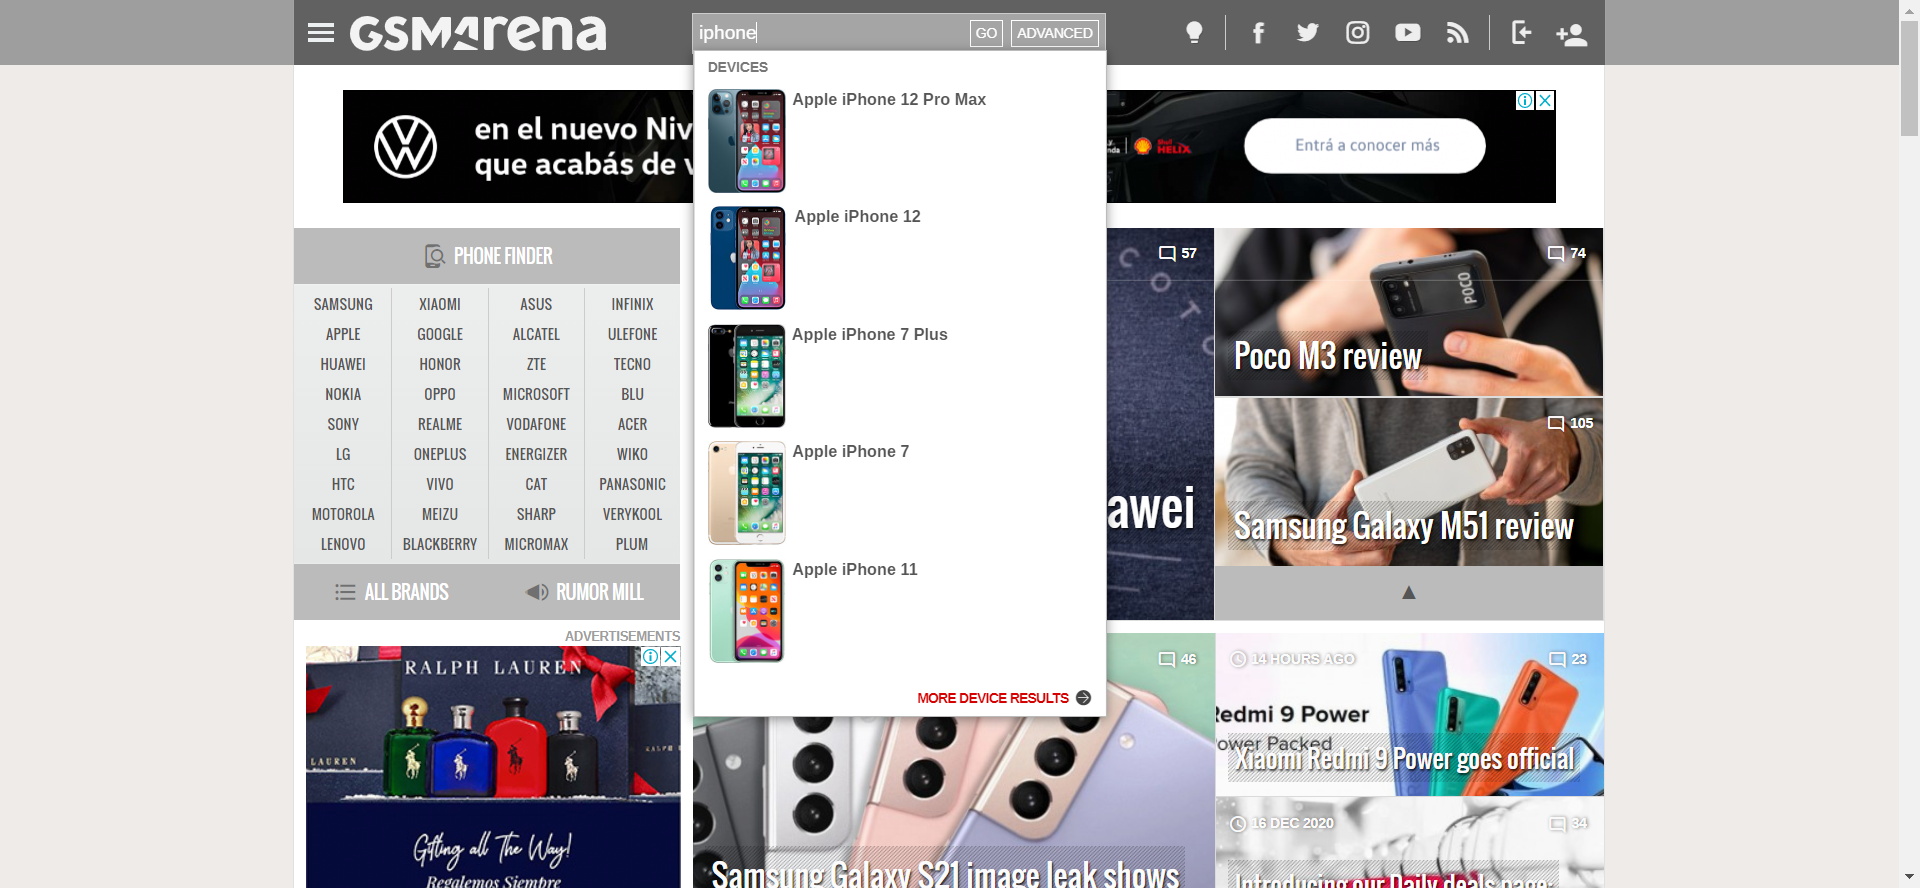 GSMArena
iphone
GO
ADVANCED
DEVICES
Apple iPhone 12 Pro Max
Apple iPhone 12
Apple iPhone 7 Plus
Apple iPhone 7
Apple iPhone 11
MORE DEVICE RESULTS
en el nuevo Niv
que acabás de v
HELIX
Entrá a conocer más
PHONE FINDER
SAMSUNG XIAOMI ASUS INFINIX
APPLE GOOGLE ALCATEL ULEFONE
HUAWEI HONOR ZTE TECNO
NOKIA OPPO MICROSOFT BLU
SONY REALME VODAFONE ACER
LG ONEPLUS ENERGIZER WIKO
HTC VIVO CAT PANASONIC
MOTOROLA MEIZU SHARP VERYKOOL
LENOVO BLACKBERRY MICROMAX PLUM
ALL BRANDS
RUMOR MILL
57
awei
74
POCO
Poco M3 review
105
Samsung Galaxy M51 review
ADVERTISEMENTS
RALPH LAUREN
LAUREN
Gifting all The Way!
Regalemos Siempre
46
Samsung Galaxy S21 image leak shows
14 HOURS AGO
23
Redmi 9 Power
ower Packed
Xiaomi Redmi 9 Power goes official
16 DEC 2020
34
Introducing our Daily deals page: